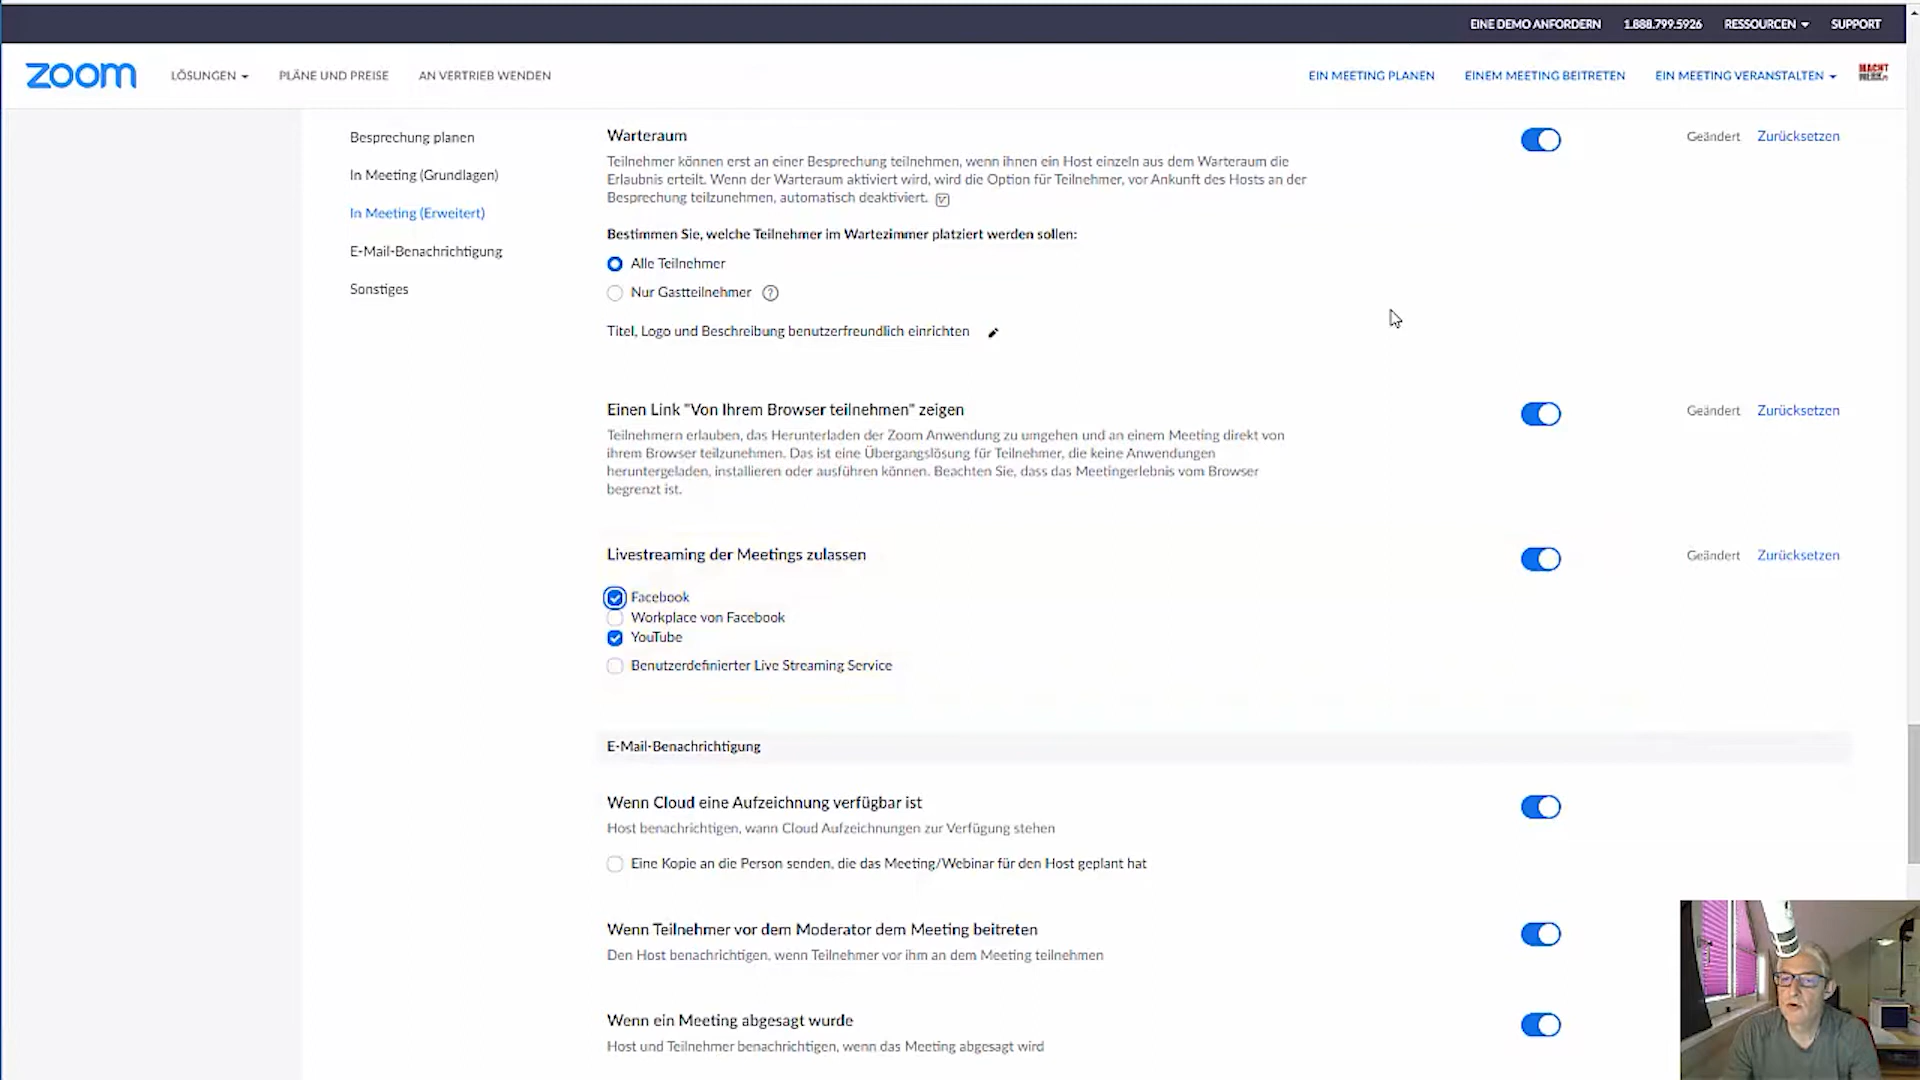 EINE DEMO ANFORDERN 1.888.799.5926 RESSOURCEN SUPPORT
zoom LÖSUNGEN PLÄNE UND PREISE AN VERTRIEB WENDEN EIN MEETING PLANEN EINEM MEETING BEITRETEN EIN MEETING VERANSTALTEN
Besprechung planen
In Meeting (Grundlagen)
In Meeting (Erweitert)
E-Mail-Benachrichtigung
Sonstiges
Warteraum Geändert Zurücksetzen
Teilnehmer können erst an einer Besprechung teilnehmen, wenn ihnen ein Host einzeln aus dem Warteraum die
Erlaubnis erteilt. Wenn der Warteraum aktiviert wird, wird die Option für Teilnehmer, vor Ankunft des Hosts an der
Besprechung teilzunehmen, automatisch deaktiviert.
Bestimmen Sie, welche Teilnehmer im Wartezimmer platziert werden sollen:
Alle Teilnehmer
Nur Gastteilnehmer ?
Titel, Logo und Beschreibung benutzerfreundlich einrichten
Einen Link "Von Ihrem Browser teilnehmen" zeigen Geändert Zurücksetzen
Teilnehmern erlauben, das Herunterladen der Zoom Anwendung zu umgehen und an einem Meeting direkt von
ihrem Browser teilzunehmen. Das ist eine Übergangslösung für Teilnehmer, die keine Anwendungen
heruntergeladen, installieren oder ausführen können. Beachten Sie, dass das Meetingerlebnis vom Browser
begrenzt ist.
Livestreaming der Meetings zulassen Geändert Zurücksetzen
Facebook
Workplace von Facebook
YouTube
Benutzerdefinierter Live Streaming Service
E-Mail-Benachrichtigung
Wenn Cloud eine Aufzeichnung verfügbar ist
Host benachrichtigen, wann Cloud Aufzeichnungen zur Verfügung stehen
Eine Kopie an die Person senden, die das Meeting/Webinar für den Host geplant hat
Wenn Teilnehmer vor dem Moderator dem Meeting beitreten
Den Host benachrichtigen, wenn Teilnehmer vor ihm an dem Meeting teilnehmen
Wenn ein Meeting abgesagt wurde
Host und Teilnehmer benachrichtigen, wenn das Meeting abgesagt wird